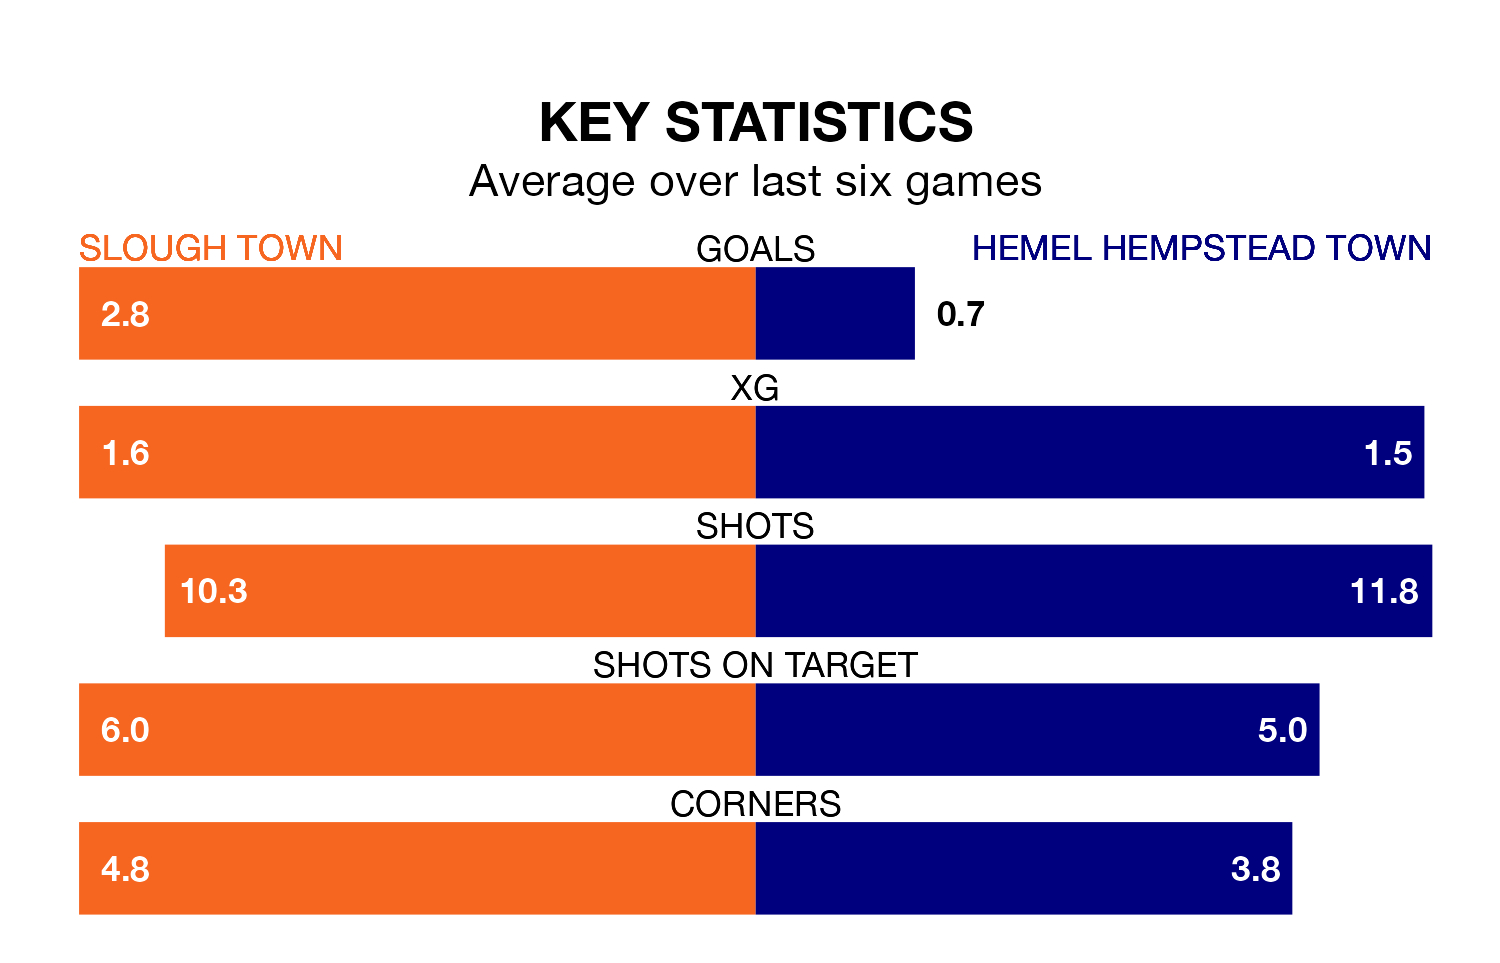 KEY STATISTICS
Average over last six games
SLOUGH TOWN GOALS HEMEL HEMPSTEAD TOWN
2.8 0.7
XG
1.6 1.5
SHOTS
10.3 11.8
SHOTS ON TARGET
6.0 5.0
CORNERS
4.8 3.8